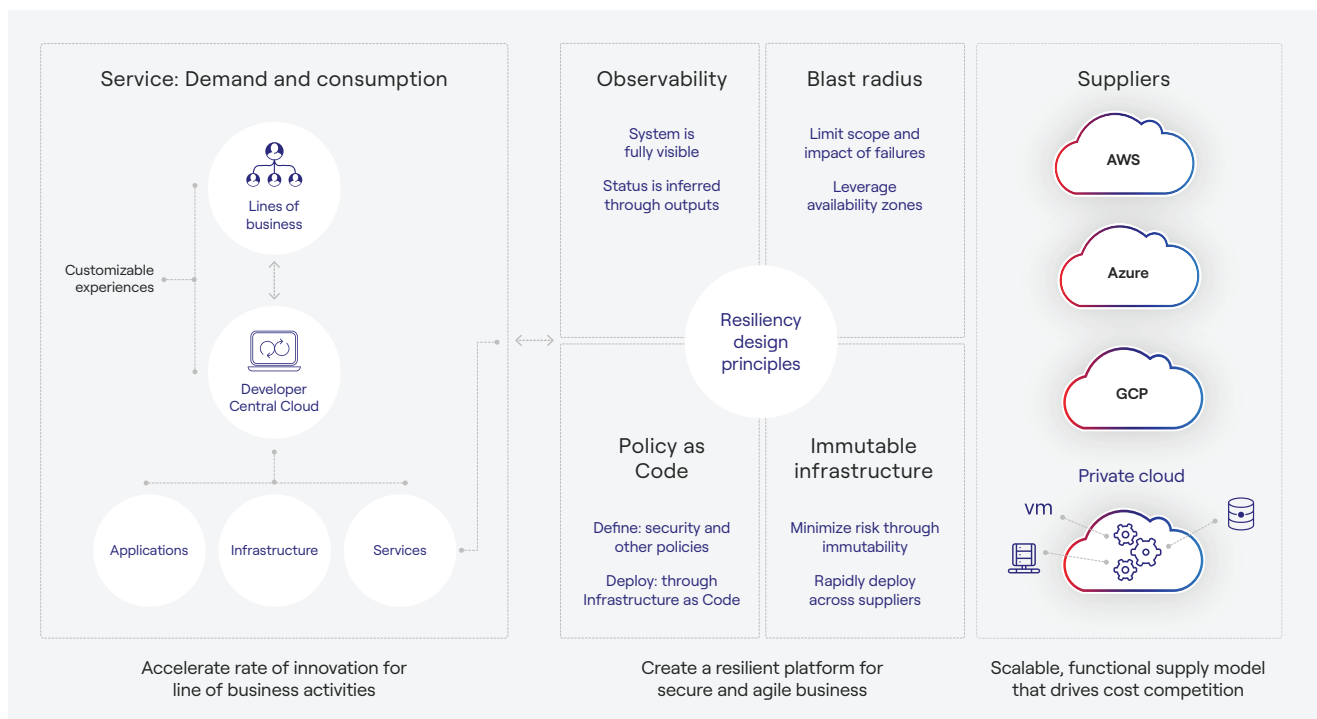 Service: Demand and consumption
Lines of
business
Customizable
experiences
Developer
Central Cloud
Applications
Infrastructure
Services
Accelerate rate of innovation for
line of business activities
Observability
System is
fully visible
Status is inferred
through outputs
Blast radius
Limit scope and
impact of failures
Leverage
availability zones
Resiliency
design
principles
Policy as
Code
Define: security and
other policies
Deploy: through
Infrastructure as Code
Immutable
infrastructure
Minimize risk through
immutability
Rapidly deploy
across suppliers
Create a resilient platform for
secure and agile business
Suppliers
AWS
Azure
GCP
Private cloud
vm
Scalable, functional supply model
that drives cost competition